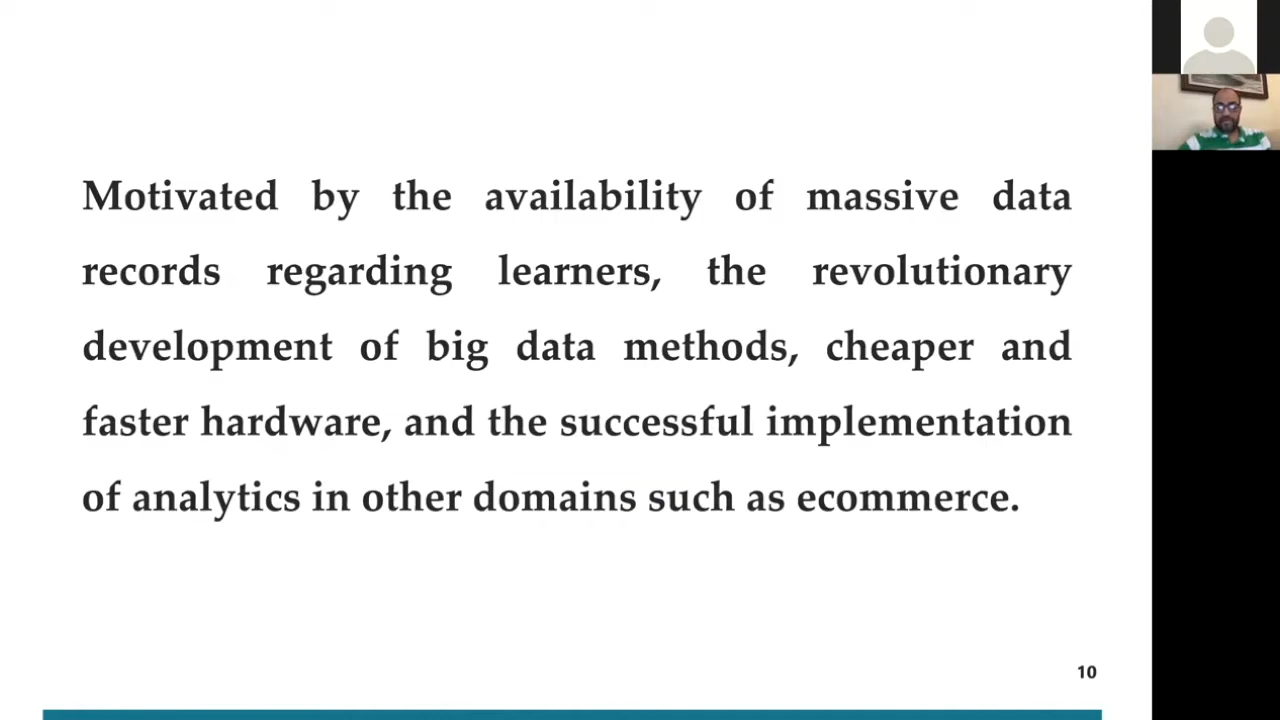 Motivated by the availability of massive data
records regarding learners, the revolutionary
development of big data methods, cheaper and
faster hardware, and the successful implementation
of analytics in other domains such as ecommerce.
10